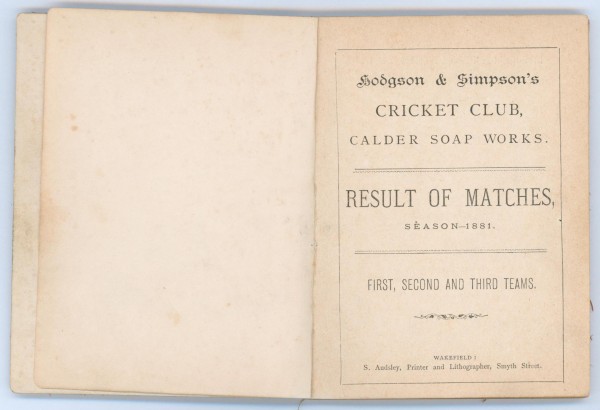 Hodgson & Simpson's
CRICKET CLUB,
CALDER SOAP WORKS.
RESULT OF MATCHES,
SEASON—1881.
FIRST, SECOND AND THIRD TEAMS.
WAKEFIELD:
S. Audsley, Printer and Lithographer, Smyth Street.